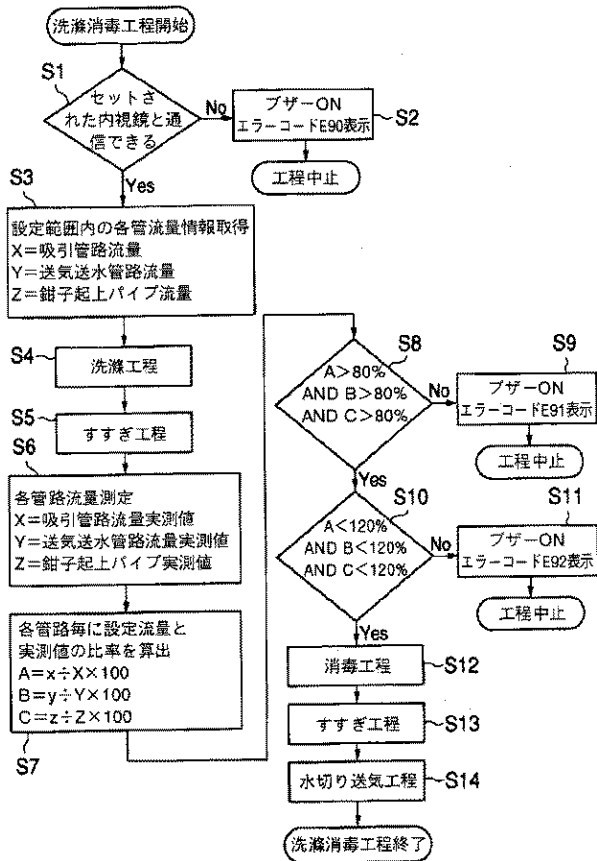 洗滌消毒工程開始
S1
セットさ
れた内視鏡と通
信できる
No
ブザーON
エラーコードE90表示
S2
工程中止
Yes
S3
設定範囲内の各管流量情報取得
X=吸引管路流量
Y=送気送水管路流量
Z=鉗子起上パイプ流量
S4
洗滌工程
S5
すすぎ工程
S6
各管路流量測定
X=吸引管路流量実測値
Y=送気送水管路流量実測値
Z=鉗子起上パイプ実測値
各管路毎に設定流量と
実測値の比率を算出
A=x÷X×100
B=y÷Y×100
C=z÷Z×100
S7
S8
A>80%
AND B>80%
AND C>80%
No
S9
ブザーON
エラーコードE91表示
工程中止
Yes
S10
A<120%
AND B<120%
AND C<120%
No
S11
ブザーON
エラーコードE92表示
工程中止
Yes
消毒工程
S12
すすぎ工程
S13
水切り送気工程
S14
洗滌消毒工程終了